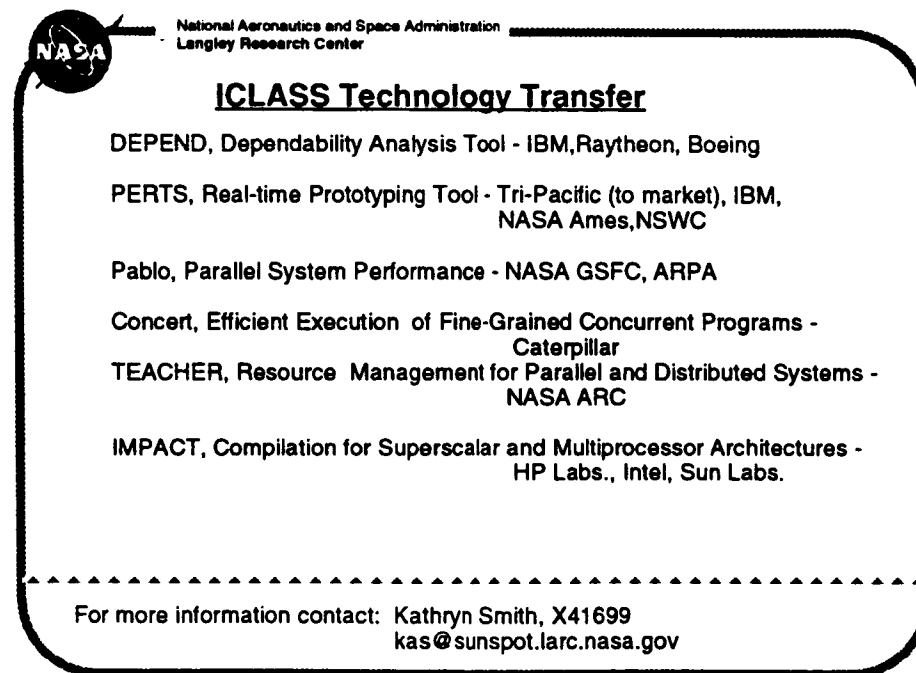 NASA
National Aeronautics and Space Administration
Langley Research Center
ICLASS Technology Transfer
DEPEND, Dependability Analysis Tool - IBM,Raytheon, Boeing
PERTS, Real-time Prototyping Tool - Tri-Pacific (to market), IBM,
NASA Ames,NSWC
Pablo, Parallel System Performance - NASA GSFC, ARPA
Concert, Efficient Execution of Fine-Grained Concurrent Programs -
Caterpillar
TEACHER, Resource Management for Parallel and Distributed Systems -
NASA ARC
IMPACT, Compilation for Superscalar and Multiprocessor Architectures -
HP Labs., Intel, Sun Labs.
For more information contact: Kathryn Smith, X41699
kas@sunspot.larc.nasa.gov